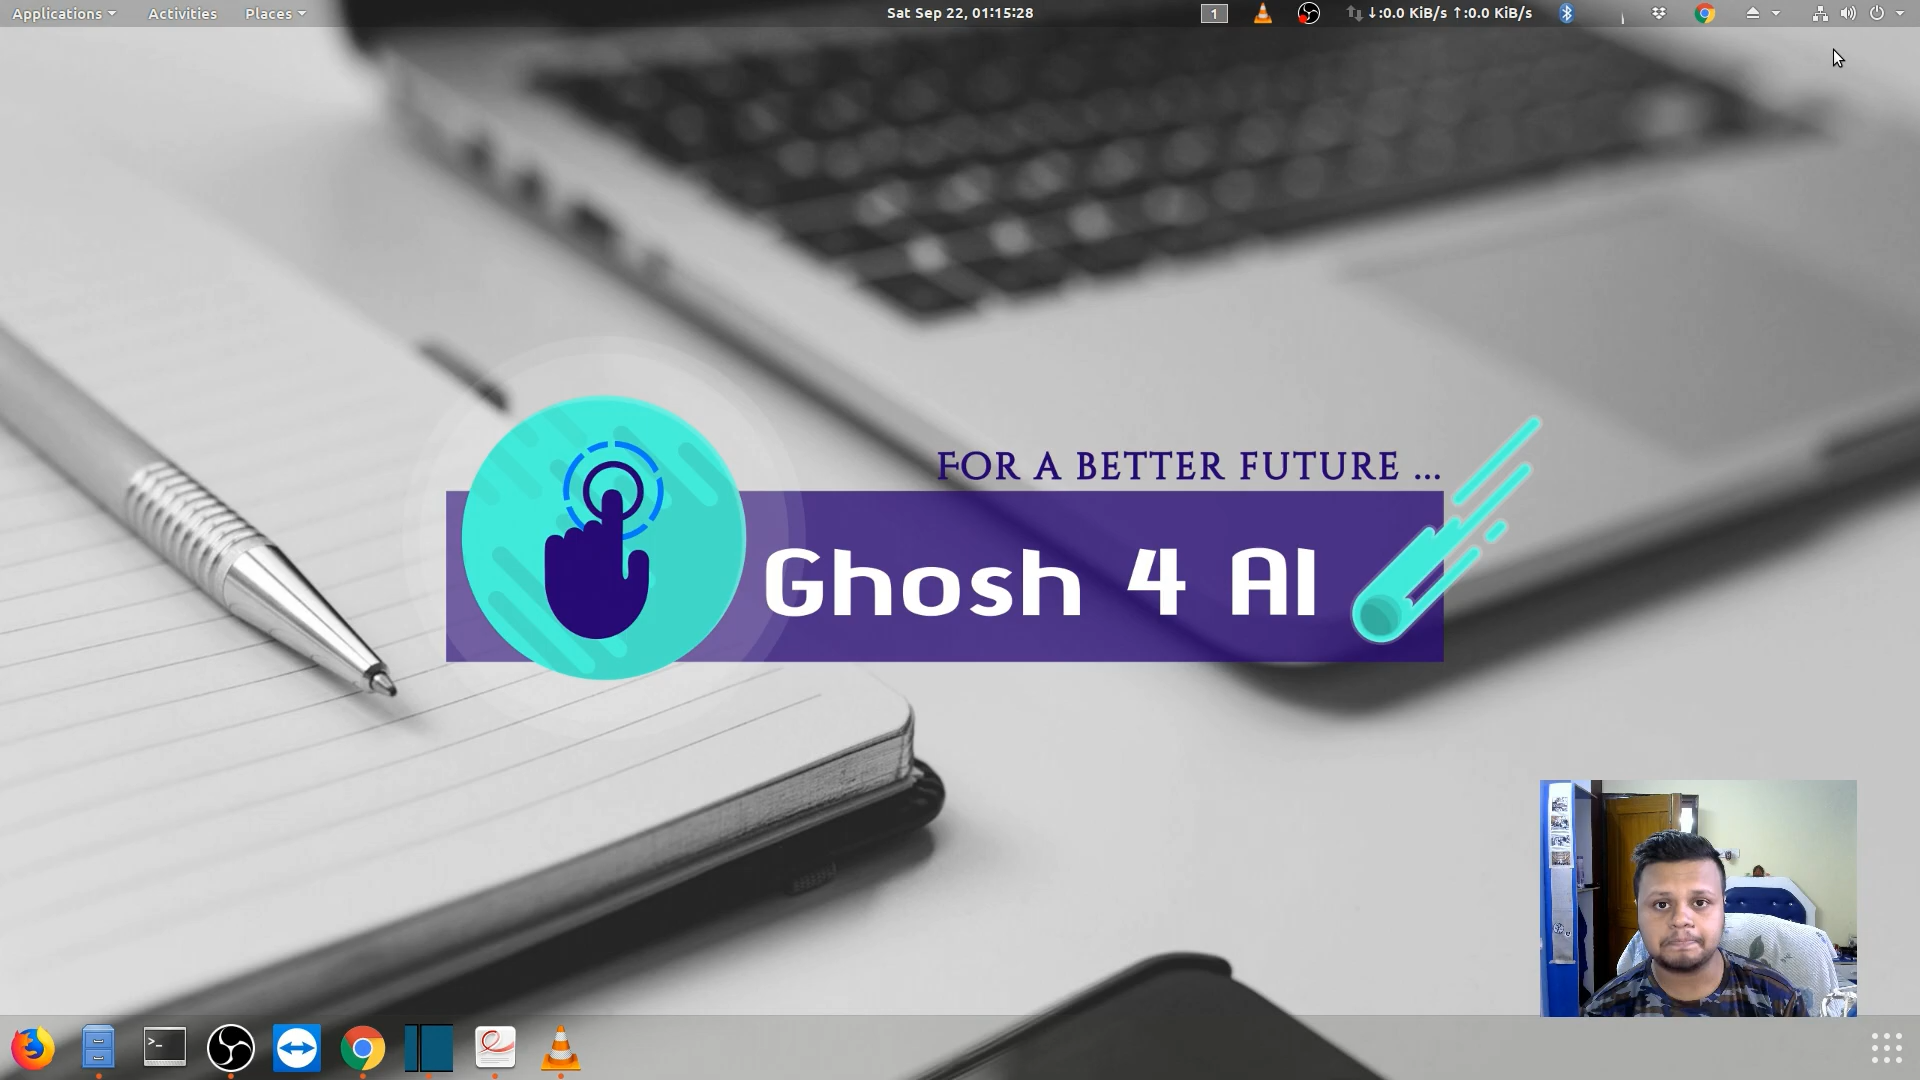 Applications
Activities
Places
Sat Sep 22, 01:15:28
1
↓:0.0 KiB/s ↑:0.0 KiB/s
FOR A BETTER FUTURE ...
Ghosh 4 AI
>_